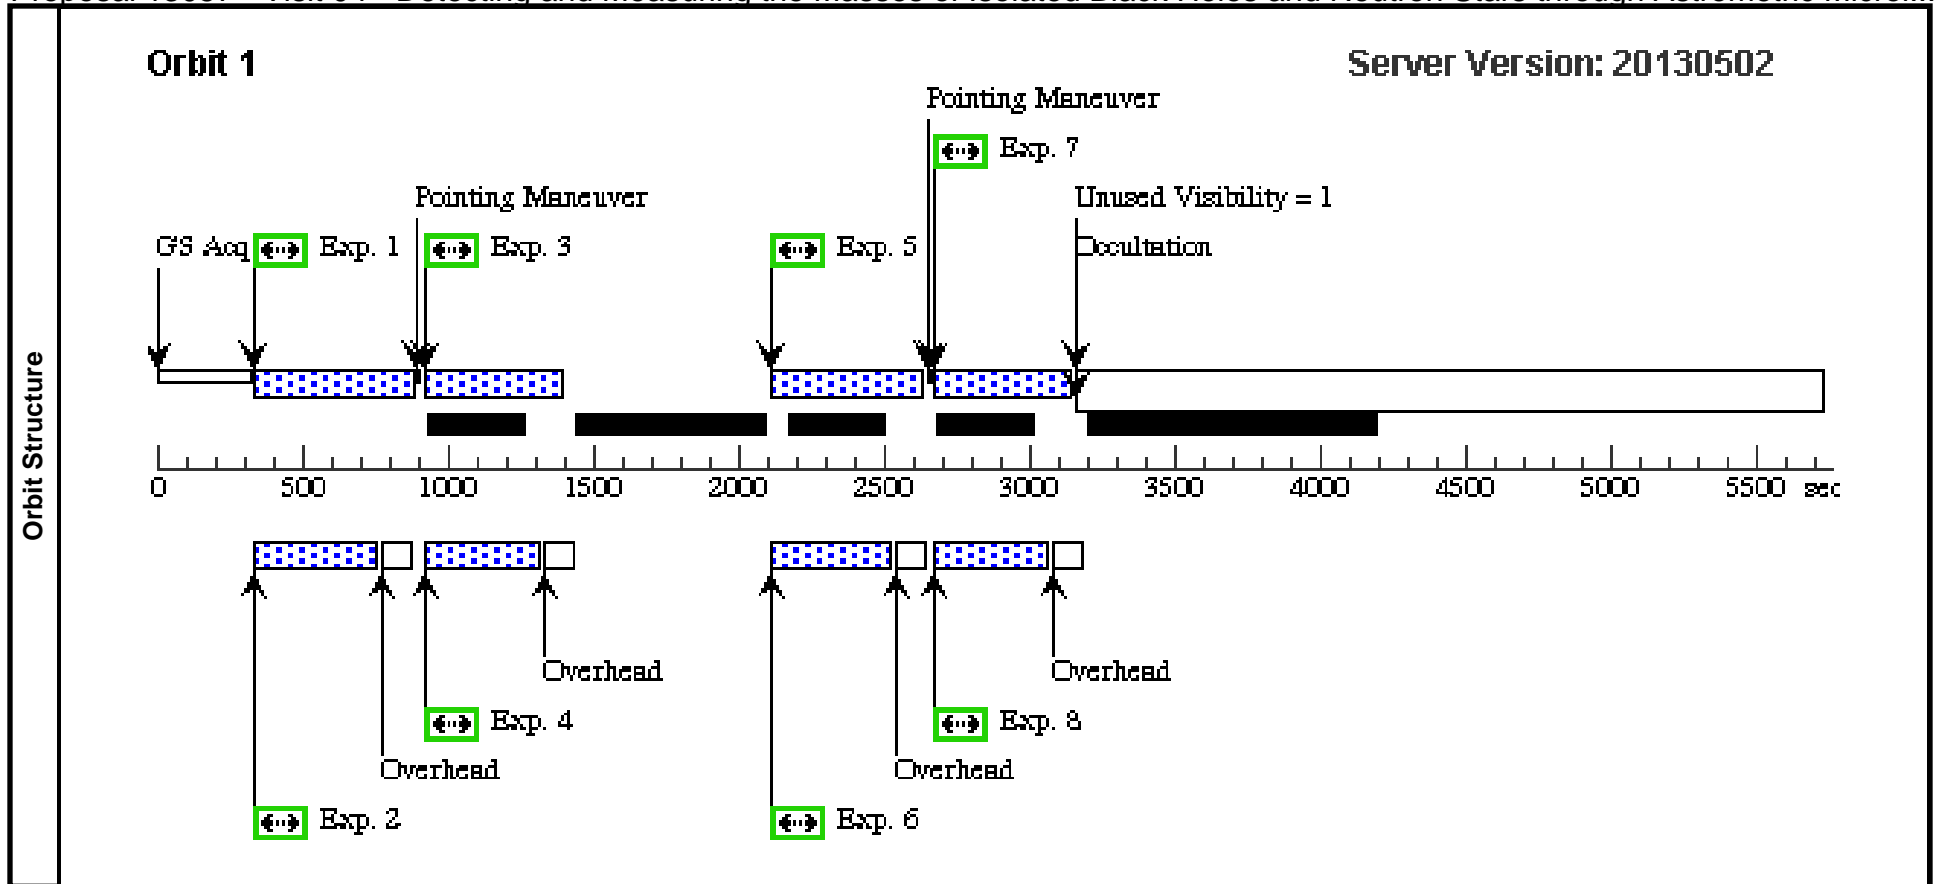 Orbit 1
Server Version: 20130502
Pointing Maneuver
Exp. 7
Pointing Maneuver
Unused Visibility = 1
GS Acq
Exp. 1
Exp. 3
Exp. 5
Occultation
Orbit Structure
0 500 1000 1500 2000 2500 3000 3500 4000 4500 5000 5500 sec
Overhead
Overhead
Exp. 4
Exp. 8
Overhead
Overhead
Exp. 2
Exp. 6